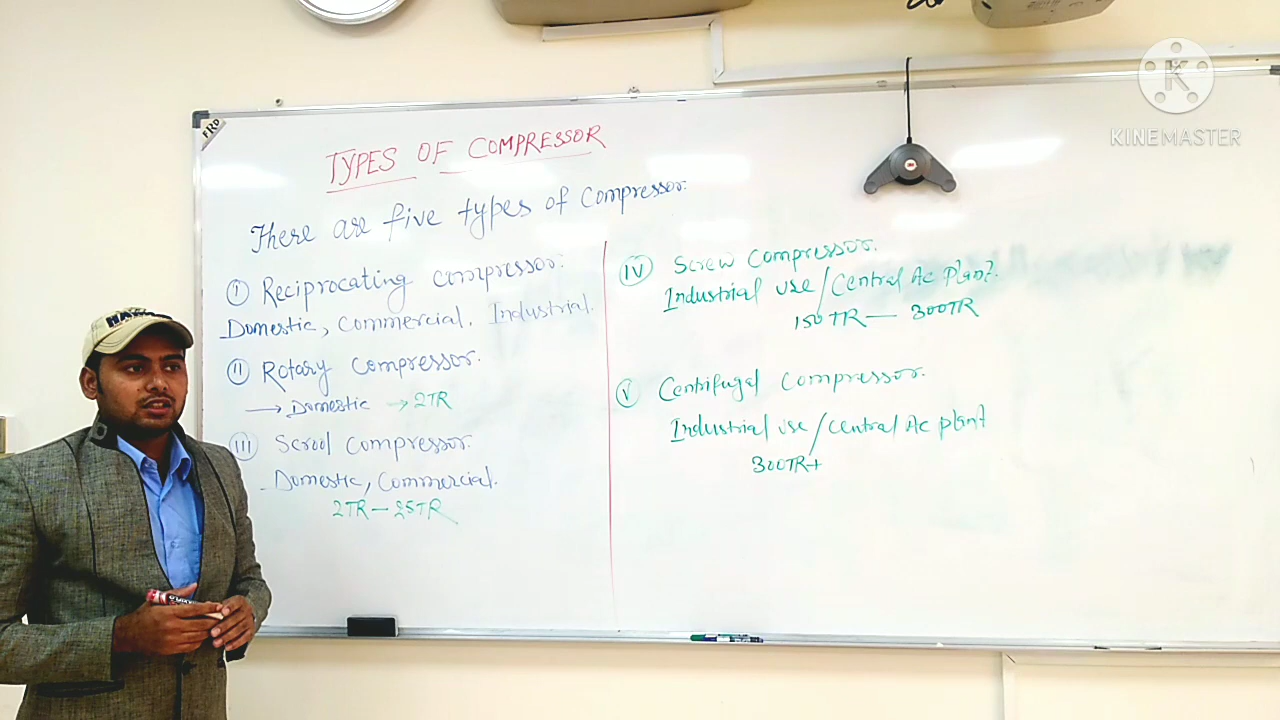 KINEMASTER
FRD
TYPES OF COMPRESSOR
There are five types of Compressor.
I Reciprocating compressor.
Domestic, Commercial. Industrial.
II Rotary Compressor.
→ Domestic → 2TR
III Scrool Compressor.
Domestic, Commercial.
2TR - 25TR
IV Screw Compressor.
Industrial use/Central Ac plant.
150TR — 300TR
V Centrifugal Compressor.
Industrial use/Central Ac plant
300TR+